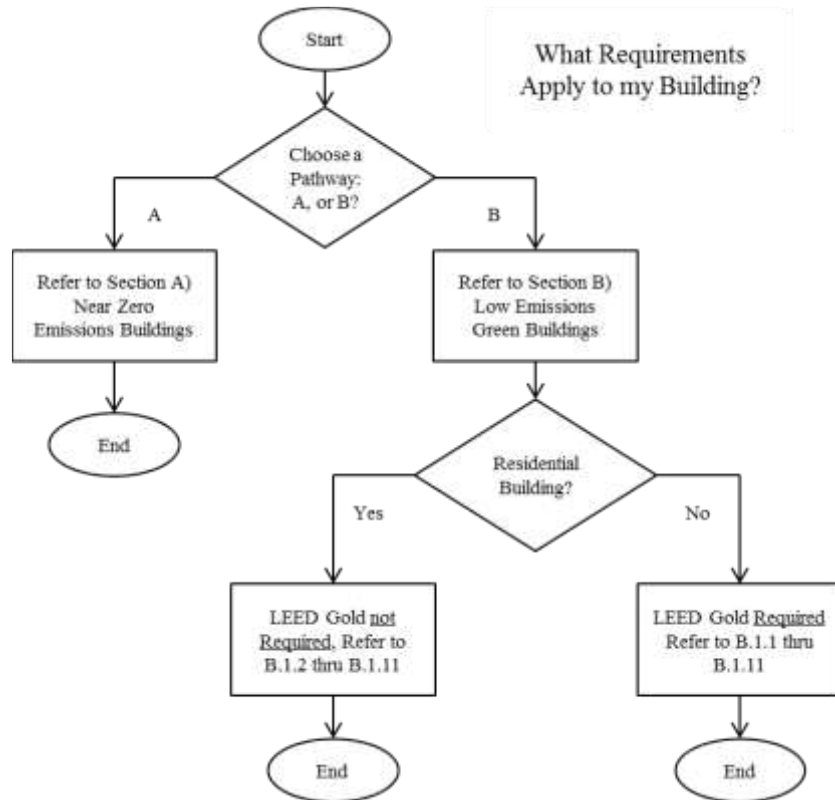 Start
What Requirements
Apply to my Building?
Choose a
Pathway:
A, or B?
A
B
Refer to Section A)
Near Zero
Emissions Buildings
Refer to Section B)
Low Emissions
Green Buildings
End
Residential
Building?
Yes
No
LEED Gold not
Required, Refer to
B.1.2 thru B.1.11
LEED Gold Required
Refer to B.1.1 thru
B.1.11
End
End